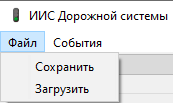 ИИС Дорожной системы
Файл События
Сохранить
Загрузить